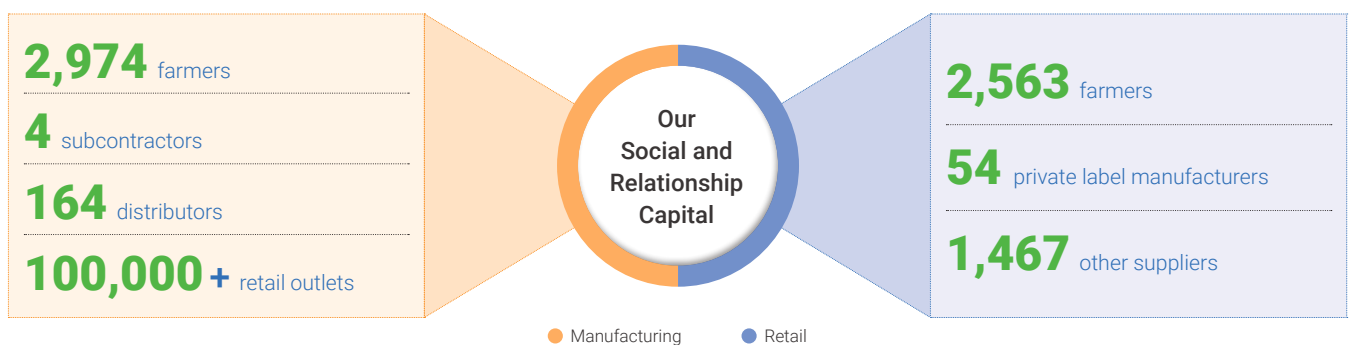 2,974 farmers
4 subcontractors
164 distributors
100,000 + retail outlets
Our
Social and
Relationship
Capital
2,563 farmers
54 private label manufacturers
1,467 other suppliers
Manufacturing
Retail